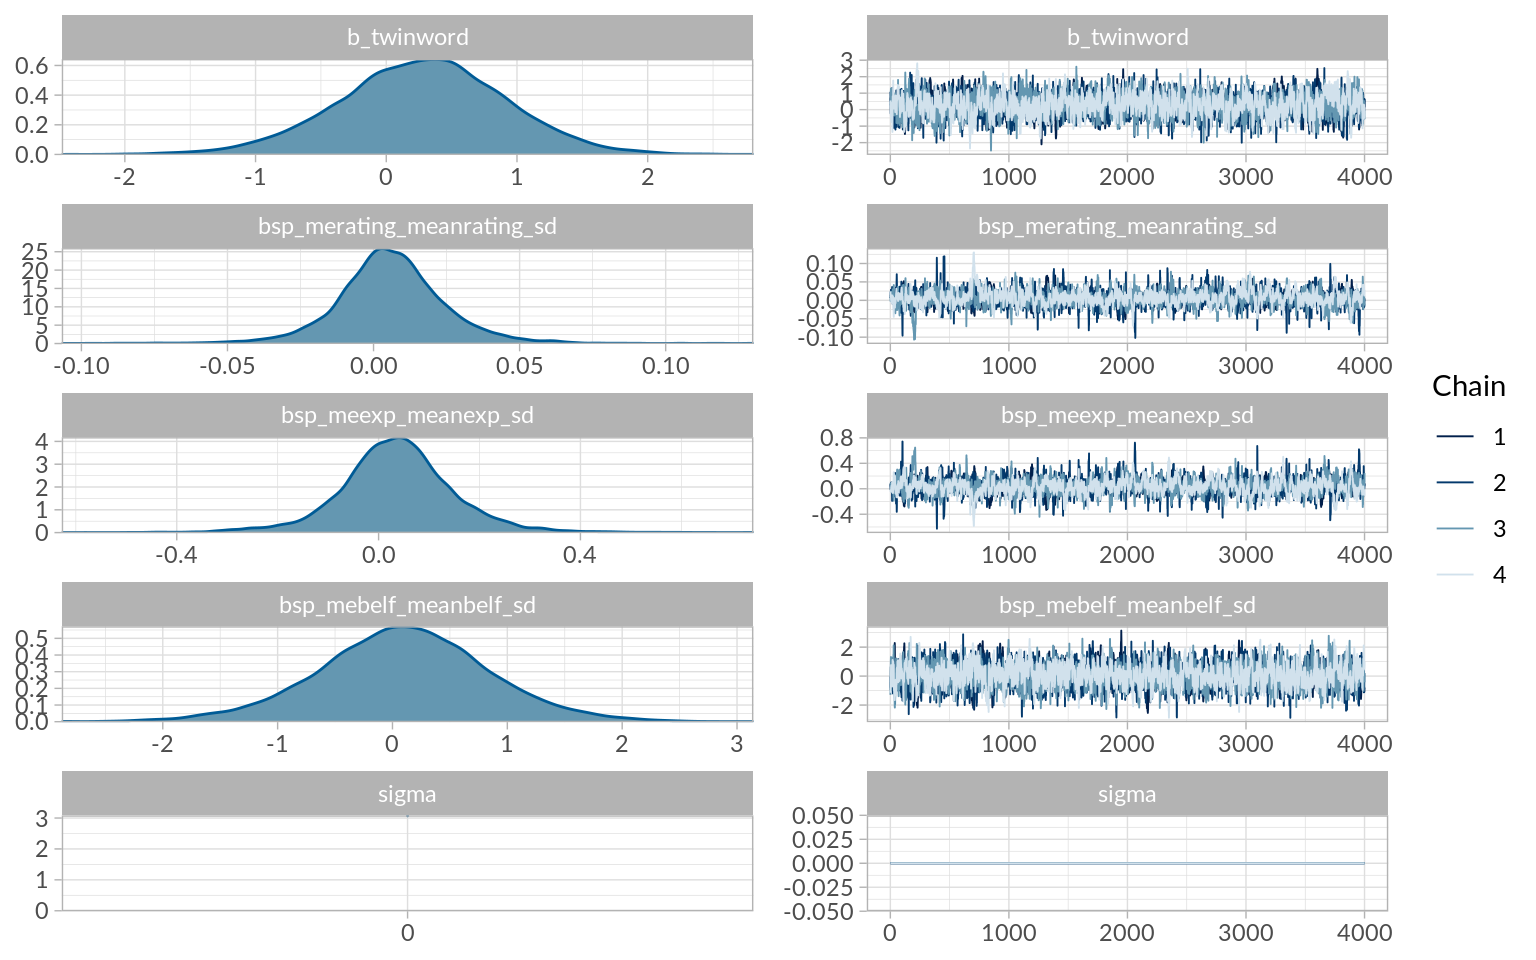 b_twinword
0.6
0.4
0.2
0.0
-2 -1 0 1 2
b_twinword
3
2
1
0
-1
-2
0 1000 2000 3000 4000
bsp_merating_meanrating_sd
25
20
15
10
5
0
-0.10 -0.05 0.00 0.05 0.10
bsp_merating_meanrating_sd
0.10
0.05
0.00
-0.05
-0.10
0 1000 2000 3000 4000
bsp_meexp_meanexp_sd
4
3
2
1
0
-0.4 0.0 0.4
bsp_meexp_meanexp_sd
0.8
0.4
0.0
-0.4
0 1000 2000 3000 4000
bsp_mebelf_meanbelf_sd
0.5
0.4
0.3
0.2
0.1
0.0
-2 -1 0 1 2 3
bsp_mebelf_meanbelf_sd
2
0
-2
0 1000 2000 3000 4000
sigma
3
2
1
0
0
sigma
0.050
0.025
0.000
-0.025
-0.050
0 1000 2000 3000 4000
Chain
1
2
3
4